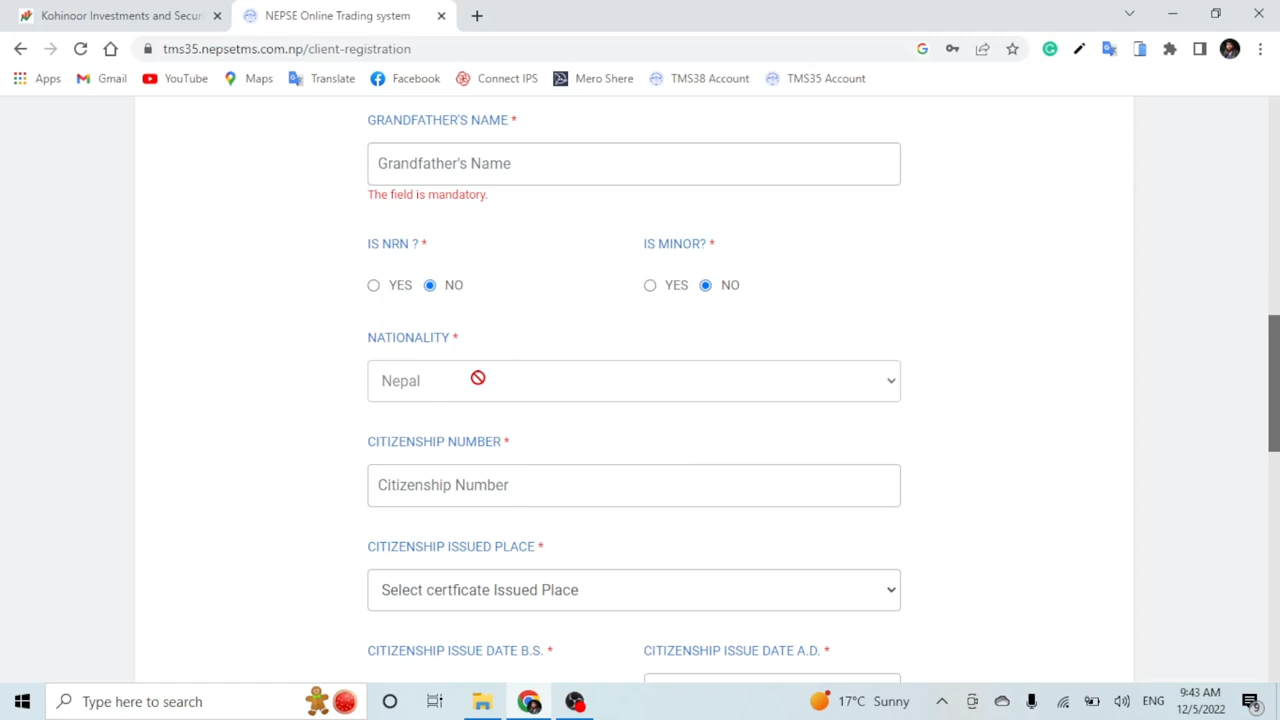 Kohinoor Investments and Securi
NEPSE Online Trading system
tms35.nepsetms.com.np/client-registration
Apps Gmail YouTube Maps Translate Facebook Connect IPS Mero Share TMS38 Account TMS35 Account
GRANDFATHER'S NAME *
Grandfather's Name
The field is mandatory.
IS NRN ? * IS MINOR? *
YES NO YES NO
NATIONALITY *
Nepal
CITIZENSHIP NUMBER *
Citizenship Number
CITIZENSHIP ISSUED PLACE *
Select certficate Issued Place
CITIZENSHIP ISSUE DATE B.S. * CITIZENSHIP ISSUE DATE A.D. *
Type here to search
17°C Sunny
ENG
9:43 AM
12/5/2022
9